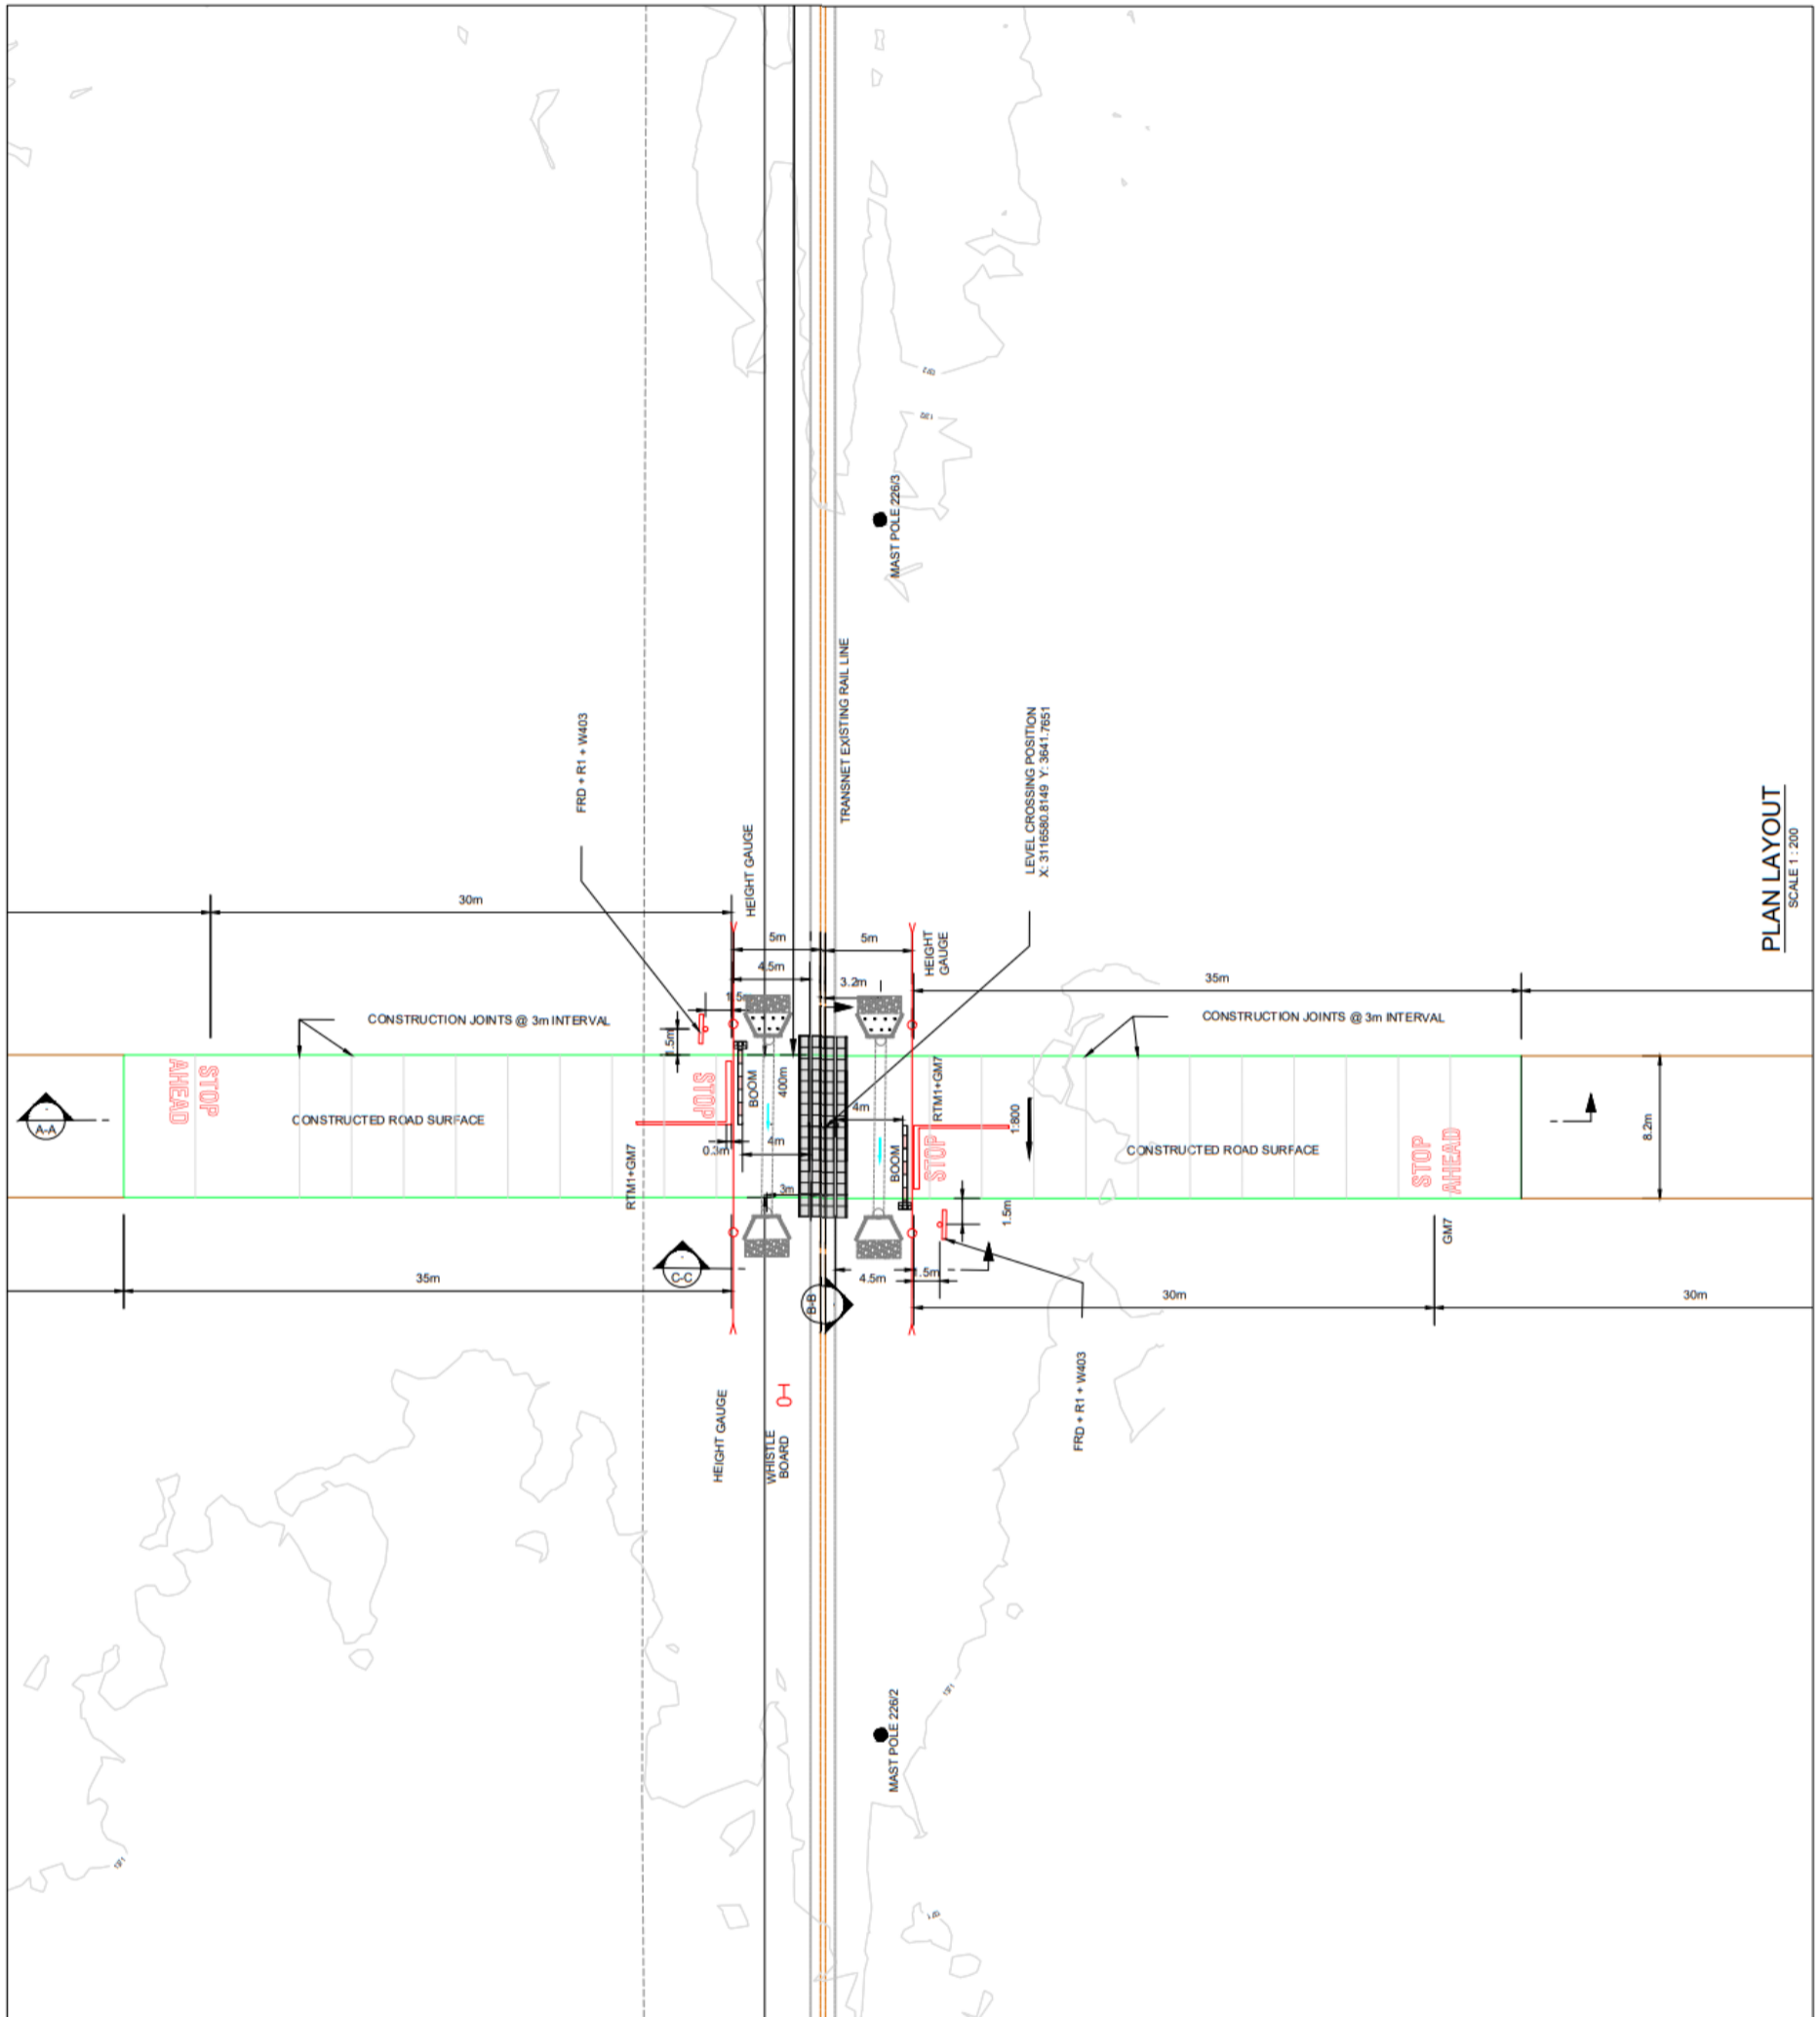 MAST POLE 226/3
TRANSNET EXISTING RAIL LINE
FRD + R1 + W403
LEVEL CROSSING POSITION
X: 3116580.8149 Y: 3641.7651
PLAN LAYOUT
SCALE 1 : 200
HEIGHT GAUGE
30m
5m
5m
HEIGHT
GAUGE
4.5m
3.2m
35m
CONSTRUCTION JOINTS @ 3m INTERVAL
1.5m
CONSTRUCTION JOINTS @ 3m INTERVAL
STOP
AHEAD
STOP
BOOM
400m
RTM1+GM7
4m
1:800
A-A
CONSTRUCTED ROAD SURFACE
8.2m
0.3m
4m
BOOM
STOP
CONSTRUCTED ROAD SURFACE
STOP
AHEAD
RTM1+GM7
3m
1.5m
GM7
C-C
35m
4.5m
B-B
30m
30m
HEIGHT GAUGE
WHISTLE
BOARD
FRD + R1 + W403
MAST POLE 226/2
1371
1371